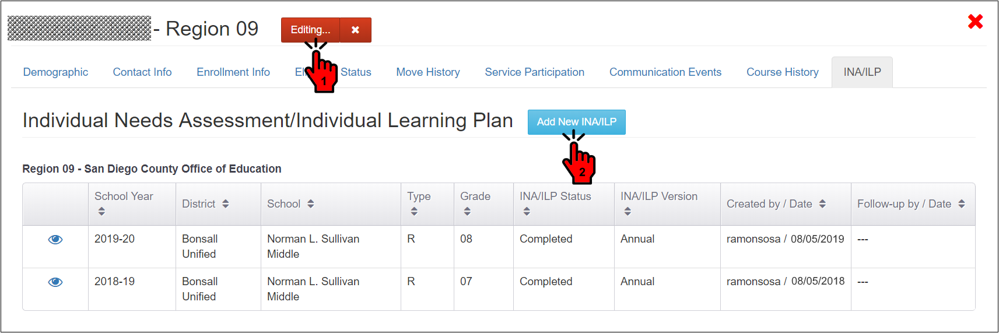 - Region 09
Editing...
Demographic Contact Info Enrollment Info Status Move History Service Participation Communication Events Course History INA/ILP
1
Individual Needs Assessment/Individual Learning Plan Add New INA/ILP
2
Region 09 - San Diego County Office of Education
School Year District School Type Grade INA/ILP Status INA/ILP Version Created by / Date Follow-up by / Date
2019-20 Bonsall Norman L. Sullivan R 08 Completed Annual ramonsosa / 08/05/2019 ---
Unified Middle
2018-19 Bonsall Norman L. Sullivan R 07 Completed Annual ramonsosa / 08/05/2018 ---
Unified Middle